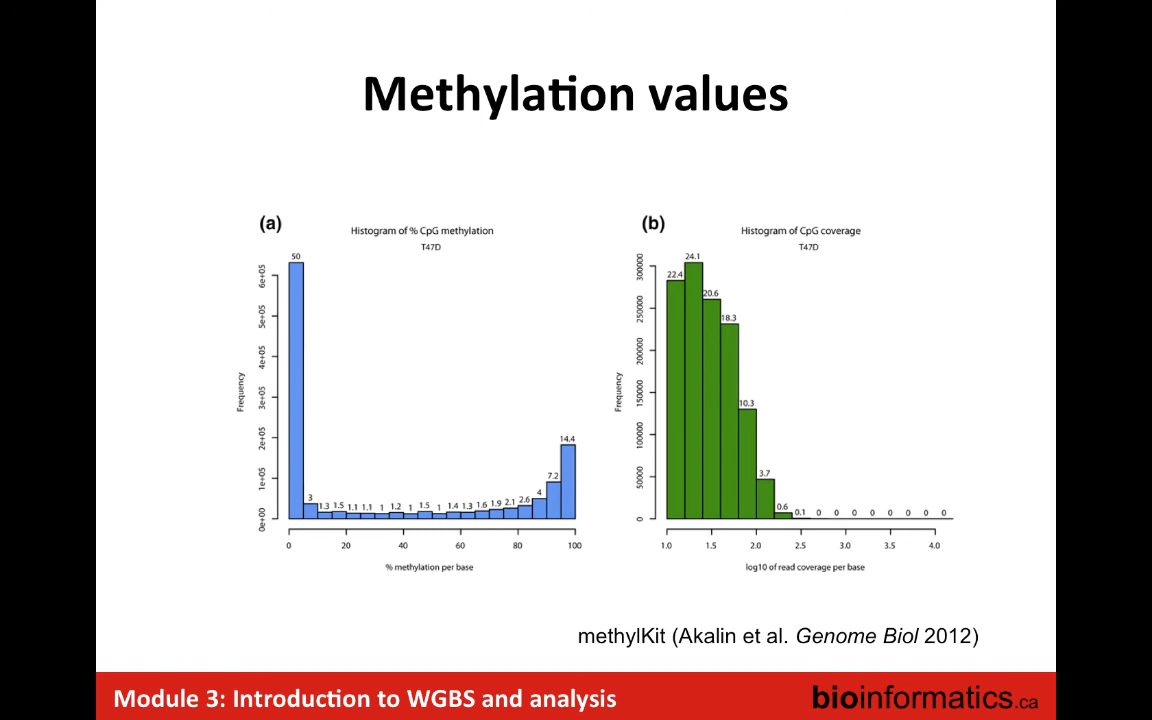 Methylation values
(a)
Histogram of % CpG methylation
T47D
50
3
1.3 1.5 1.1 1.1 1 1.2 1 1.5 1 1.4 1.3 1.6 1.9 2.1 2.6 4 7.2 14.4
Frequency
0e+00 1e+05 2e+05 3e+05 4e+05 5e+05 6e+05
0 20 40 60 80 100
% methylation per base
(b)
Histogram of CpG coverage
T47D
22.4 24.1 20.6 18.3 10.3 3.7 0.6 0.1 0 0 0 0 0 0 0 0
Frequency
0 50000 100000 150000 200000 250000 300000
1.0 1.5 2.0 2.5 3.0 3.5 4.0
log10 of read coverage per base
methylKit (Akalin et al. Genome Biol 2012)
Module 3: Introduction to WGBS and analysis
bioinformatics.ca